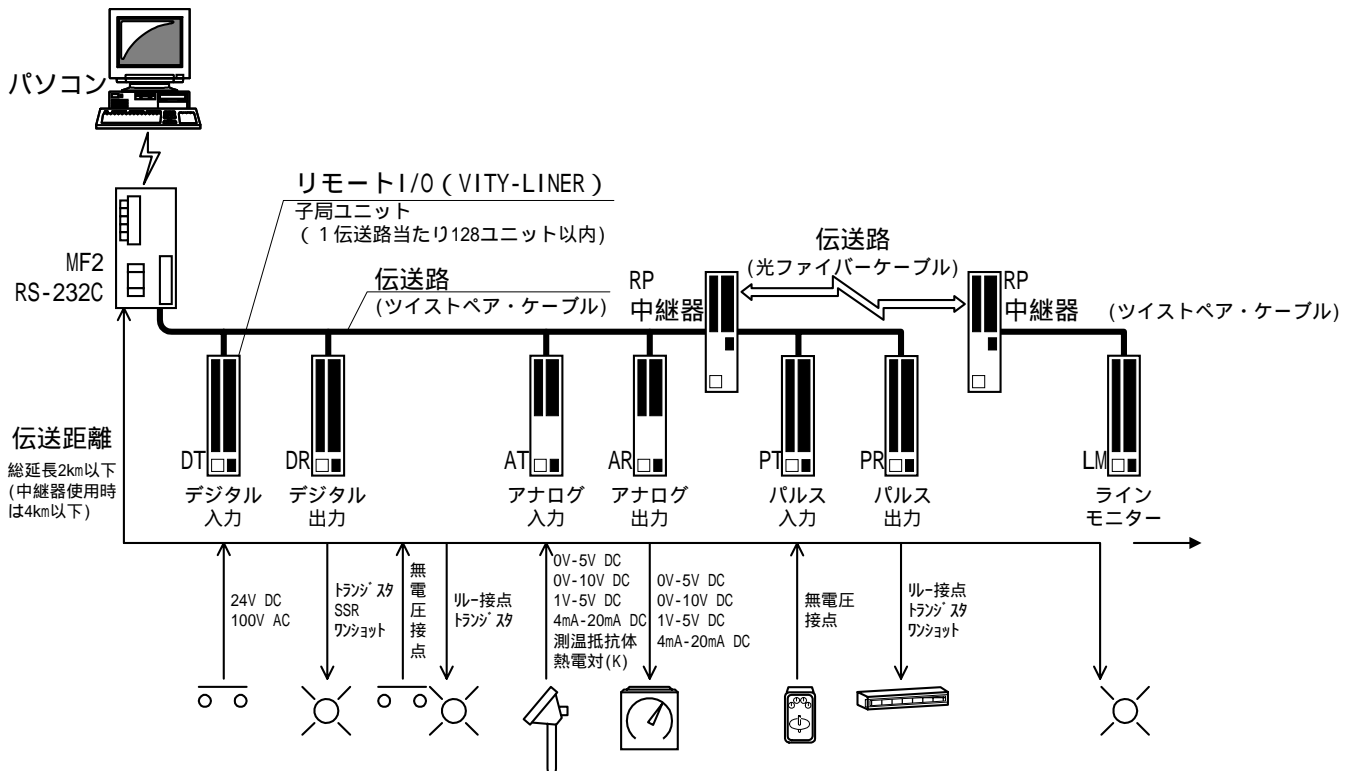 パソコン
リモートI/O(VITY-LINER)
子局ユニット
(1伝送路当たり128ユニット以内)
MF2
RS-232C
伝送路
(ツイストペア・ケーブル)
RP
中継器
伝送路
(光ファイバーケーブル)
RP
中継器
(ツイストペア・ケーブル)
伝送距離
総延長2km以下
(中継器使用時
は4km以下)
DT
デジタル
入力
DR
デジタル
出力
AT
アナログ
入力
AR
アナログ
出力
PT
パルス
入力
PR
パルス
出力
LM
ライン
モニター
24V DC
100V AC
トランジスタ
SSR
ワンショット
無電圧接点
リレー接点
トランジスタ
0V-5V DC
0V-10V DC
1V-5V DC
4mA-20mA DC
測温抵抗体
熱電対(K)
0V-5V DC
0V-10V DC
1V-5V DC
4mA-20mA DC
無電圧
接点
リレー接点
トランジスタ
ワンショット